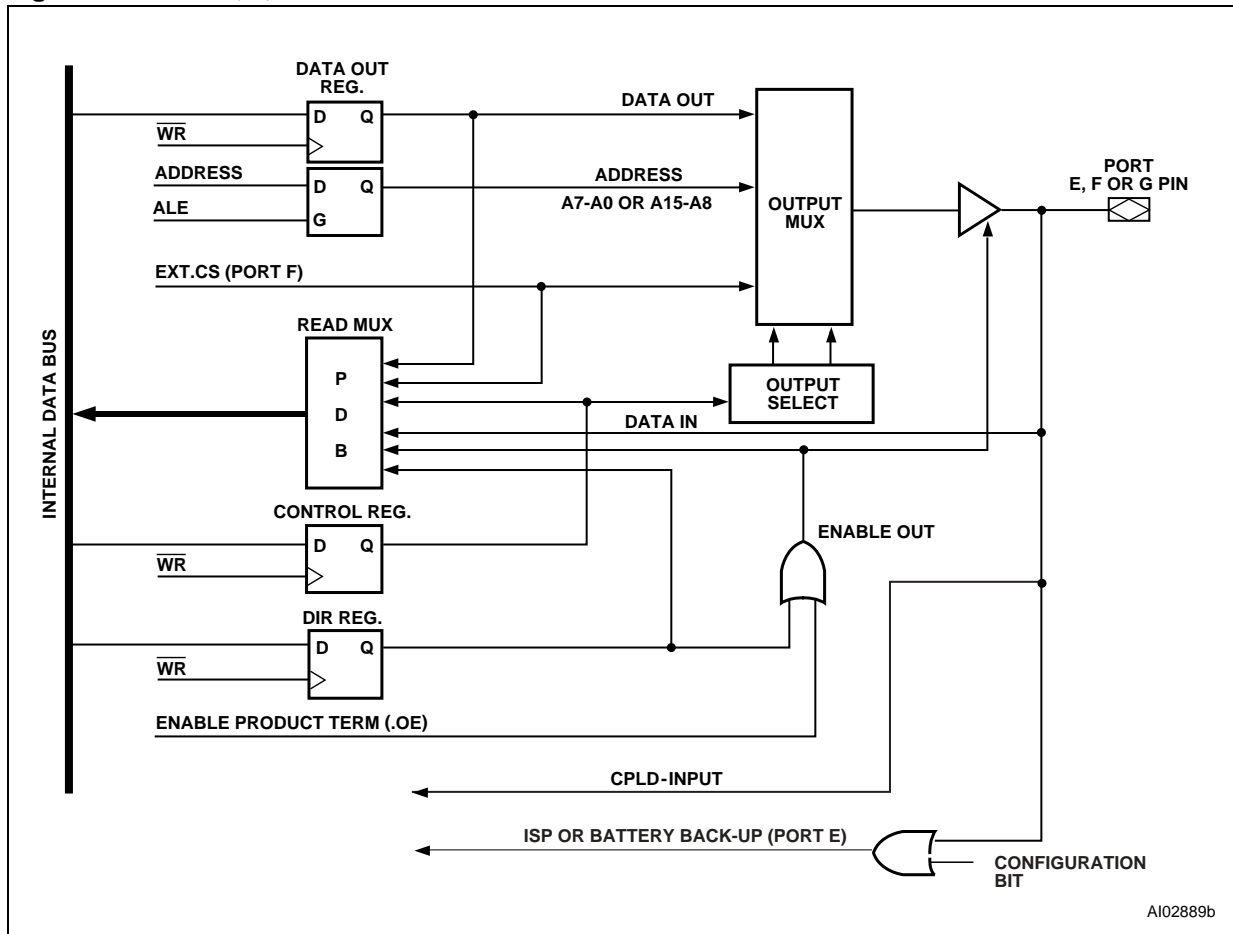 DATA OUT
REG.
D Q
WR
DATA OUT
ADDRESS
D Q
ALE
G
ADDRESS
A7-A0 OR A15-A8
OUTPUT
MUX
PORT
E, F OR G PIN
EXT.CS (PORT F)
READ MUX
P
D
B
OUTPUT
SELECT
DATA IN
INTERNAL DATA BUS
CONTROL REG.
D Q
WR
ENABLE OUT
DIR REG.
D Q
WR
ENABLE PRODUCT TERM (.OE)
CPLD-INPUT
ISP OR BATTERY BACK-UP (PORT E)
CONFIGURATION
BIT
AI02889b